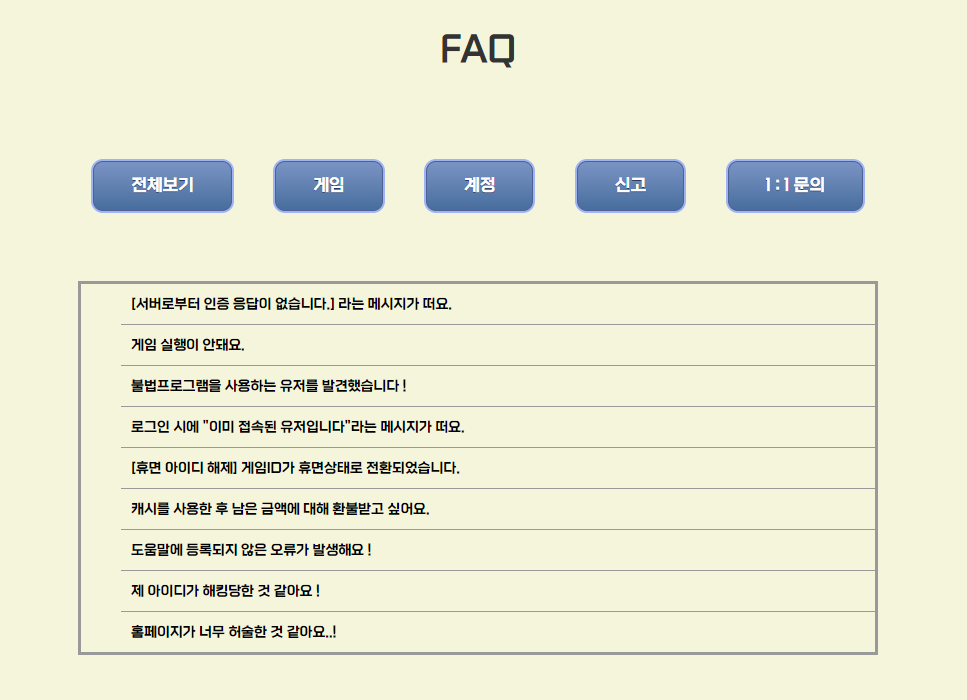 FAQ
전체보기
게임
계정
신고
1 : 1 문의
[서버로부터 인증 응답이 없습니다.] 라는 메시지가 떠요.
게임 실행이 안돼요.
불법프로그램을 사용하는 유저를 발견했습니다 !
로그인 시에 "이미 접속된 유저입니다"라는 메시지가 떠요.
[휴면 아이디 해제] 게임ID가 휴면상태로 전환되었습니다.
캐시를 사용한 후 남은 금액에 대해 환불받고 싶어요.
도움말에 등록되지 않은 오류가 발생해요 !
제 아이디가 해킹당한 것 같아요 !
홈페이지가 너무 허술한 것 같아요..!